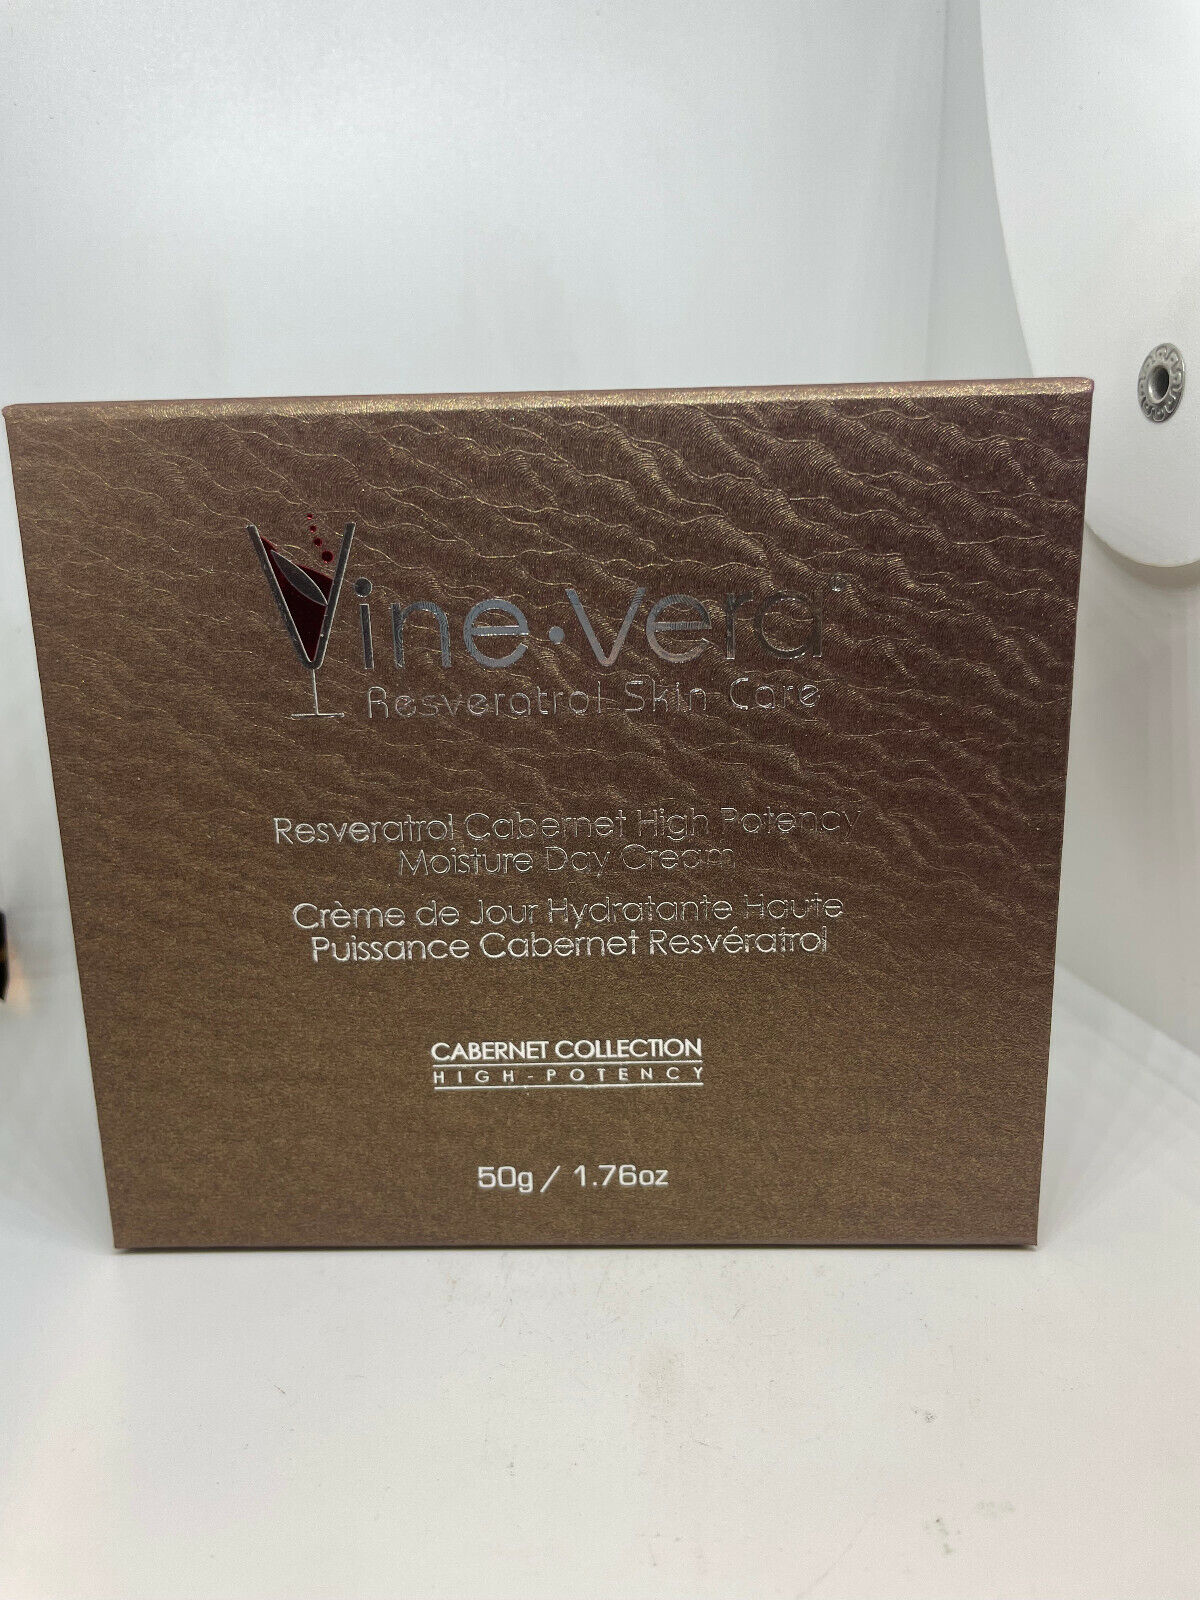 Vine·vera®
Resveratrol Skin Care
Resveratrol Cabernet High Potency
Moisture Day Cream
Crème de Jour Hydratante Haute
Puissance Cabernet Resvératrol
CABERNET COLLECTION
HIGH-POTENCY
50g / 1.76oz